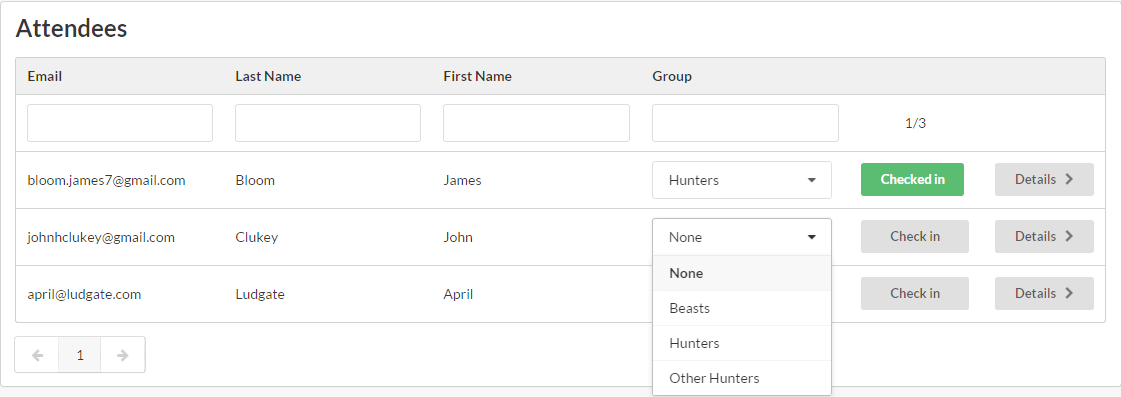 Attendees
Email Last Name First Name Group
1/3
bloom.james7@gmail.com Bloom James Hunters Checked in Details
johnhclukey@gmail.com Clukey John None Check in Details
None
april@ludgate.com Ludgate April Check in Details
Beasts
Hunters
1
Other Hunters